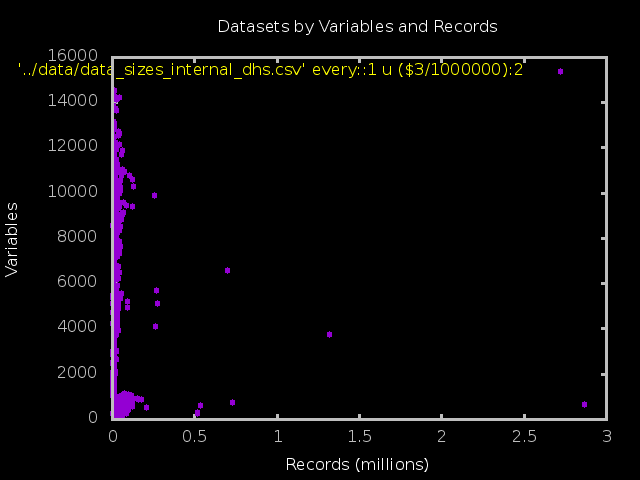 Datasets by Variables and Records
16000
'../data/data_sizes_internal_dhs.csv' every::1 u ($3/1000000):2
14000
12000
10000
8000
Variables
6000
4000
2000
0
0 0.5 1 1.5 2 2.5 3
Records (millions)